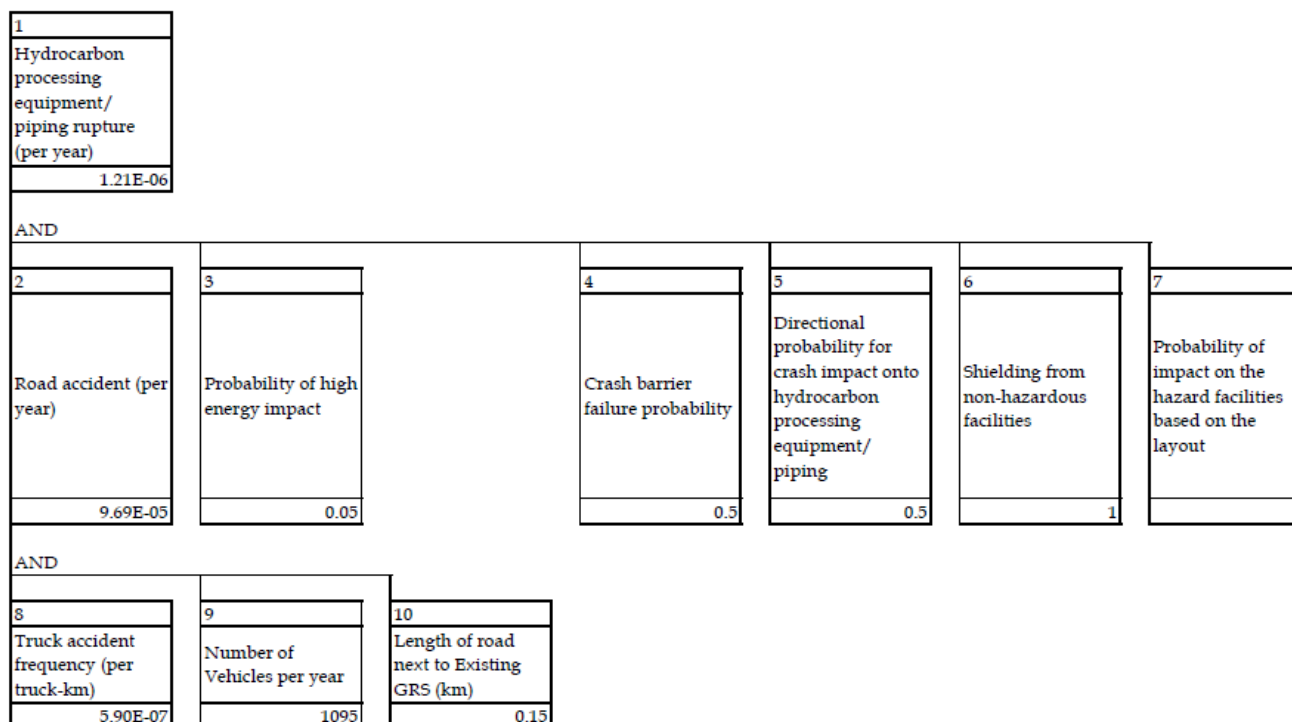 1
Hydrocarbon
processing
equipment/
piping rupture
(per year)
1.21E-06
AND
2
Road accident (per
year)
9.69E-05
3
Probability of high
energy impact
0.05
4
Crash barrier
failure probability
0.5
5
Directional
probability for
crash impact onto
hydrocarbon
processing
equipment/
piping
0.5
6
Shielding from
non-hazardous
facilities
1
7
Probability of
impact on the
hazard facilities
based on the
layout
AND
8
Truck accident
frequency (per
truck-km)
5.90E-07
9
Number of
Vehicles per year
1095
10
Length of road
next to Existing
GRS (km)
0.15